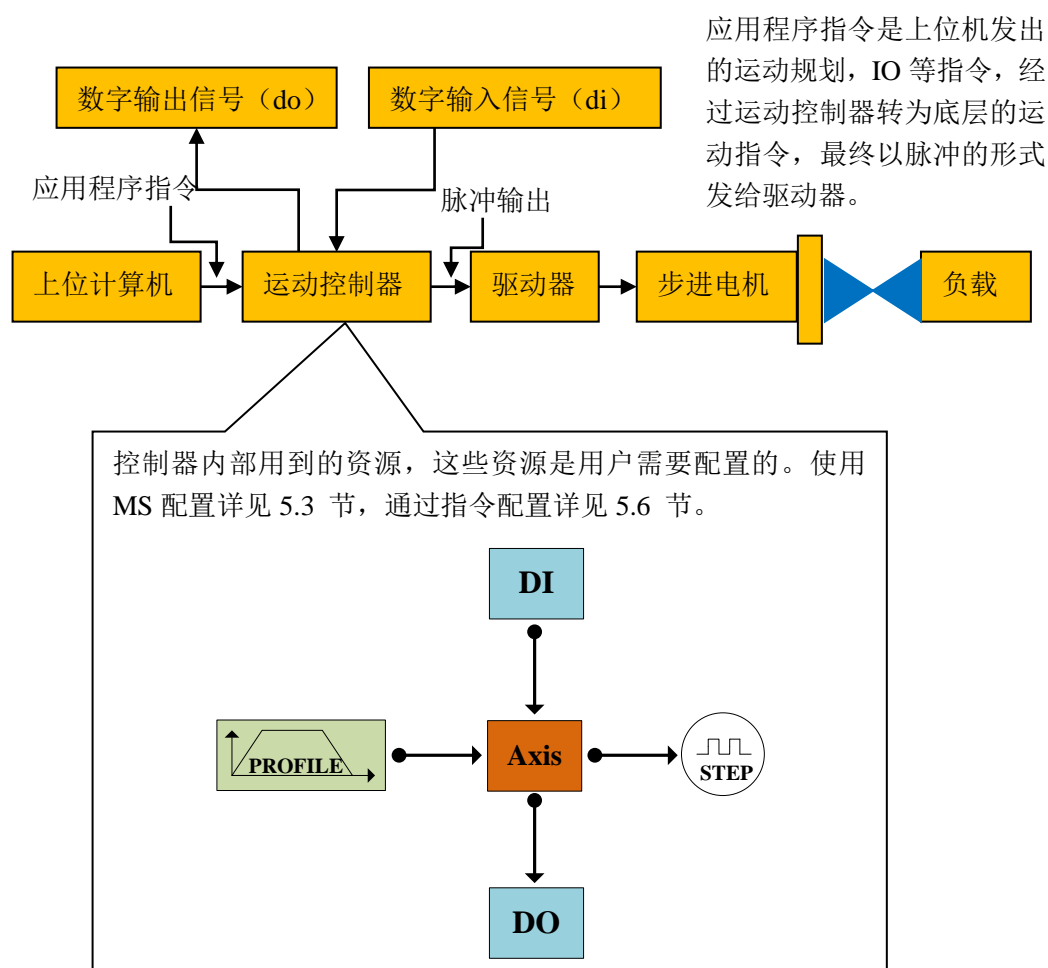 应用程序指令是上位机发出
的运动规划，IO 等指令，经
过运动控制器转为底层的运
动指令，最终以脉冲的形式
发给驱动器。
数字输出信号（do）
数字输入信号（di）
应用程序指令
脉冲输出
上位计算机
运动控制器
驱动器
步进电机
负载
控制器内部用到的资源，这些资源是用户需要配置的。使用
MS 配置详见 5.3 节，通过指令配置详见 5.6 节。
DI
PROFILE
Axis
STEP
DO